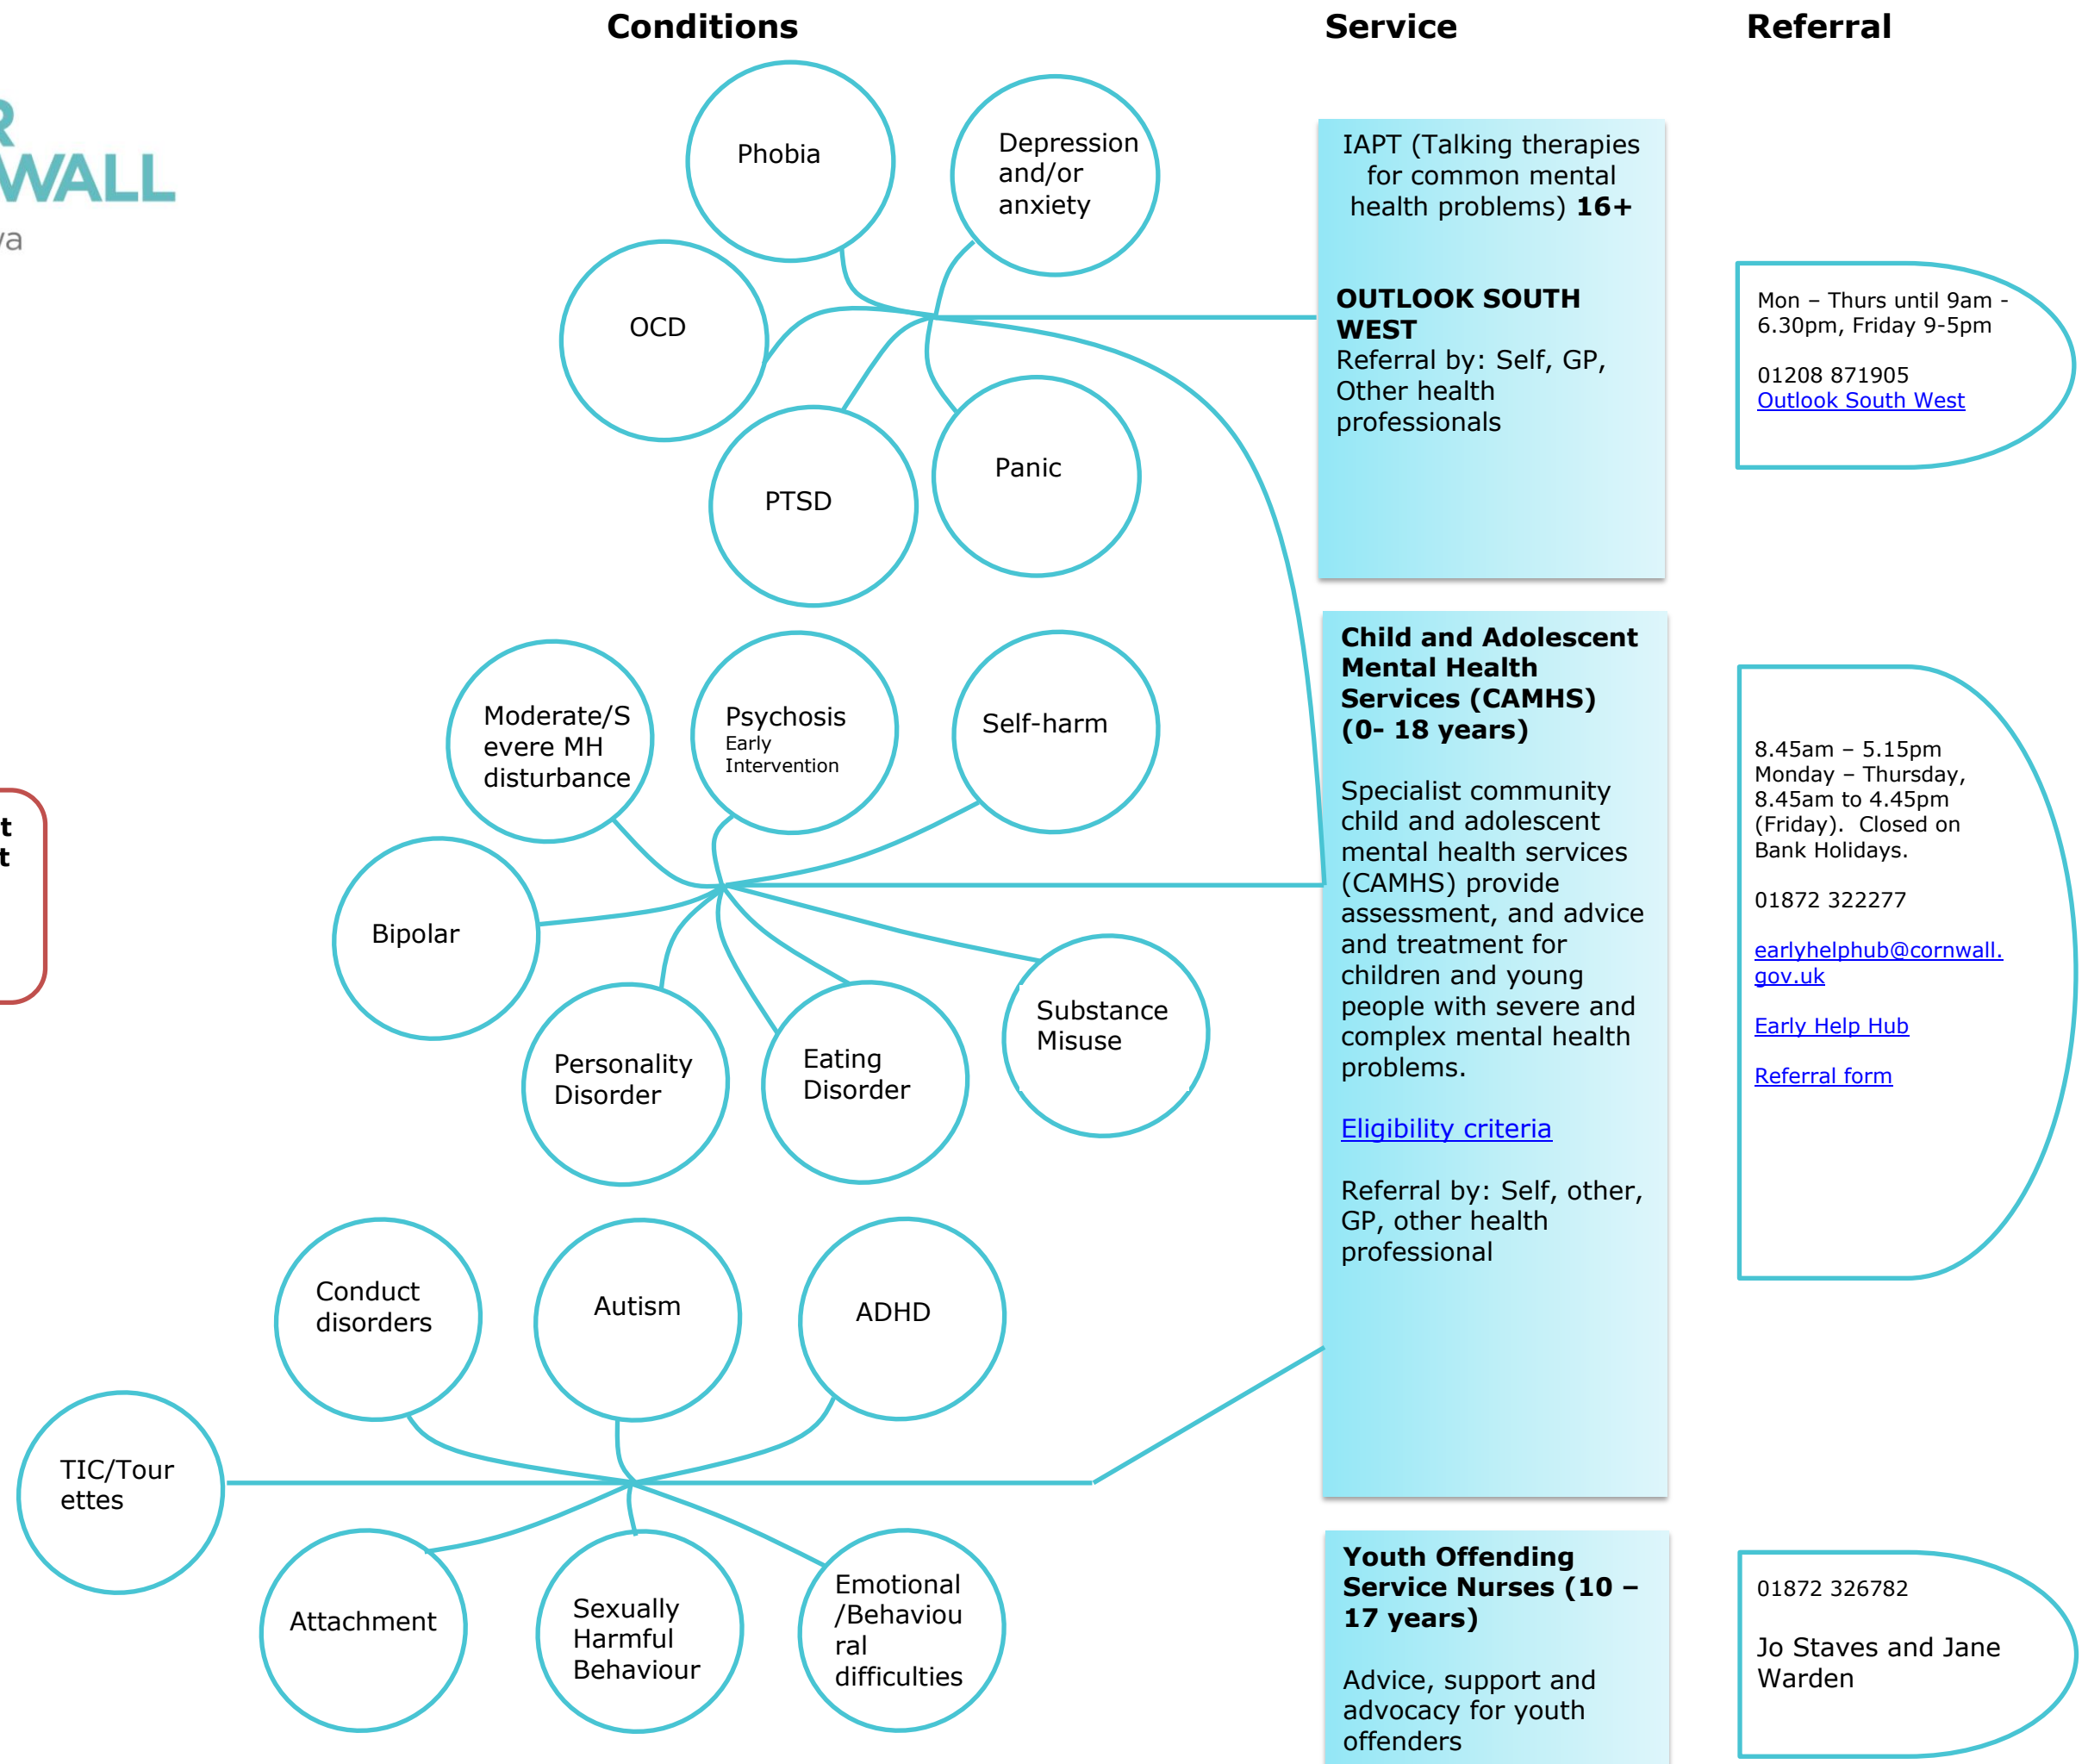 Conditions
Service
Referral
R
WALL
va
Phobia
Depression
and/or
anxiety
OCD
PTSD
Panic
IAPT (Talking therapies
for common mental
health problems) 16+
OUTLOOK SOUTH
WEST
Referral by: Self, GP,
Other health
professionals
Mon – Thurs until 9am -
6.30pm, Friday 9-5pm
01208 871905
Outlook South West
Moderate/S
evere MH
disturbance
Psychosis
Early
Intervention
Self-harm
Bipolar
Personality
Disorder
Eating
Disorder
Substance
Misuse
t
t
Child and Adolescent
Mental Health
Services (CAMHS)
(0- 18 years)
Specialist community
child and adolescent
mental health services
(CAMHS) provide
assessment, and advice
and treatment for
children and young
people with severe and
complex mental health
problems.
Eligibility criteria
Referral by: Self, other,
GP, other health
professional
8.45am – 5.15pm
Monday – Thursday,
8.45am to 4.45pm
(Friday).  Closed on
Bank Holidays.
01872 322277
earlyhelphub@cornwall.
gov.uk
Early Help Hub
Referral form
Conduct
disorders
Autism
ADHD
TIC/Tour
ettes
Attachment
Sexually
Harmful
Behaviour
Emotional
/Behaviou
ral
difficulties
Youth Offending
Service Nurses (10 –
17 years)
Advice, support and
advocacy for youth
offenders
01872 326782
Jo Staves and Jane
Warden